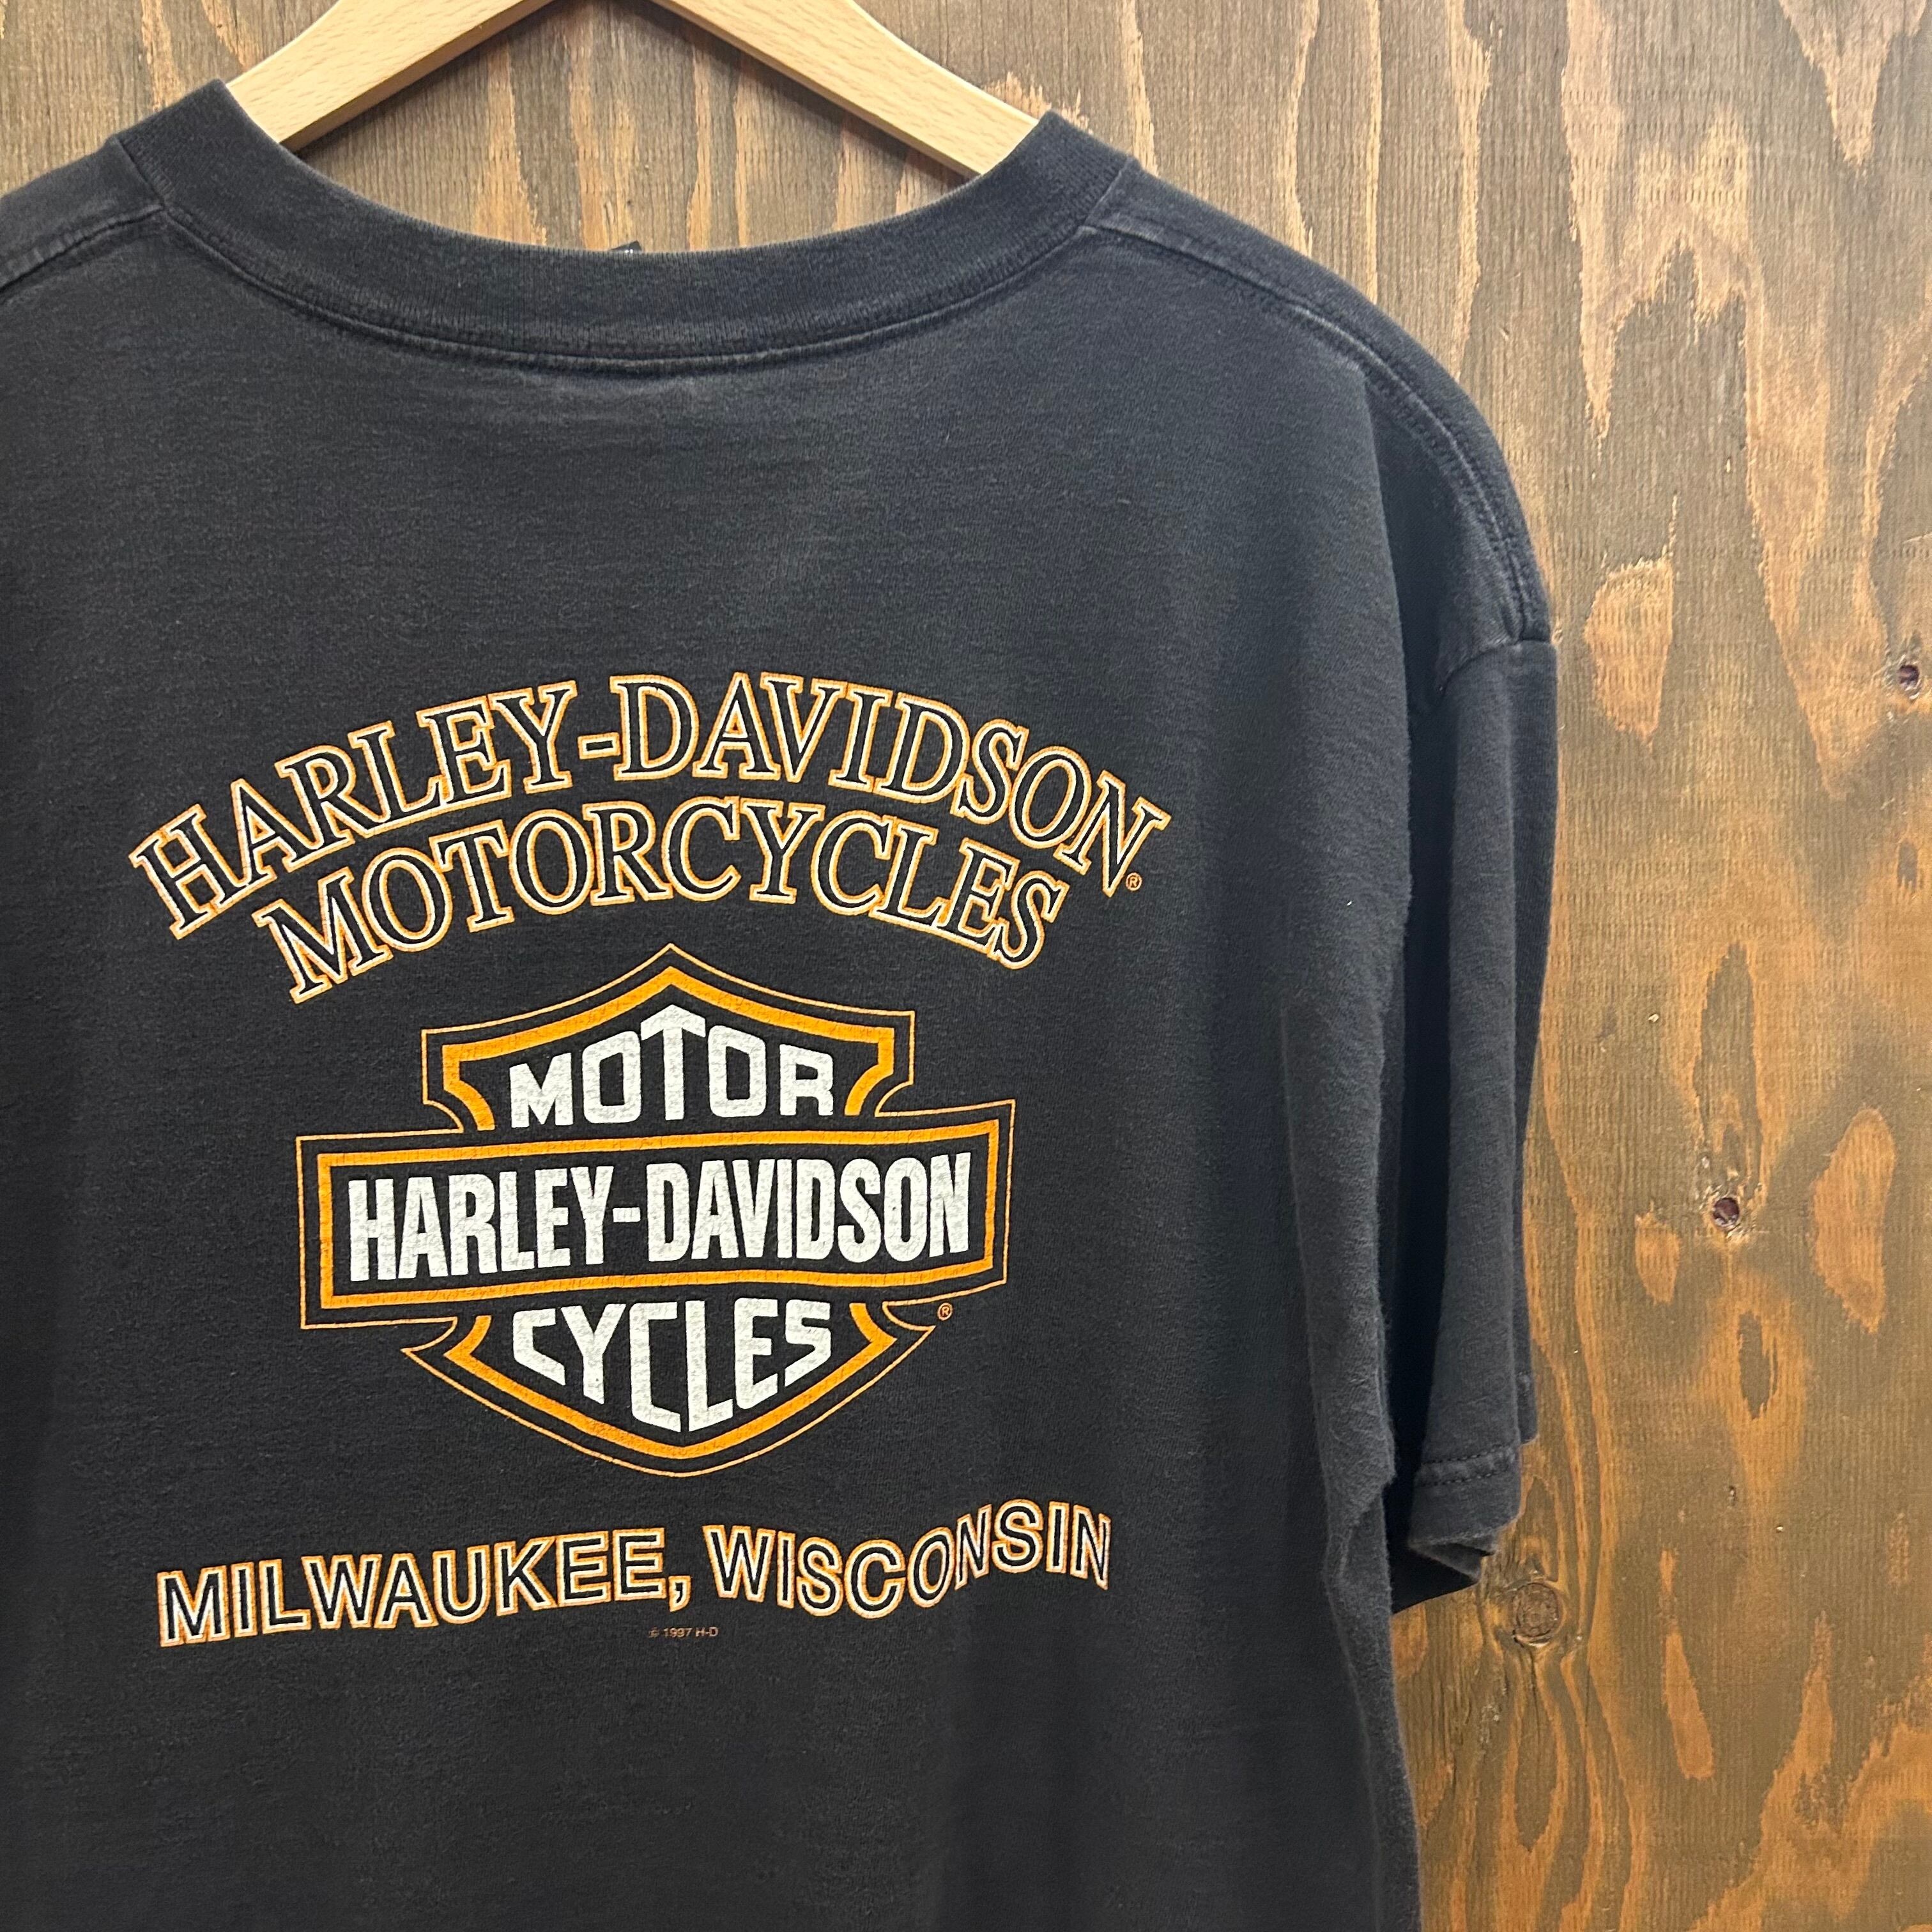 HARLEY-DAVIDSON®
MOTORCYCLES
MOTOR
HARLEY-DAVIDSON
CYCLES
®
MILWAUKEE, WISCONSIN
© 1997 H-D